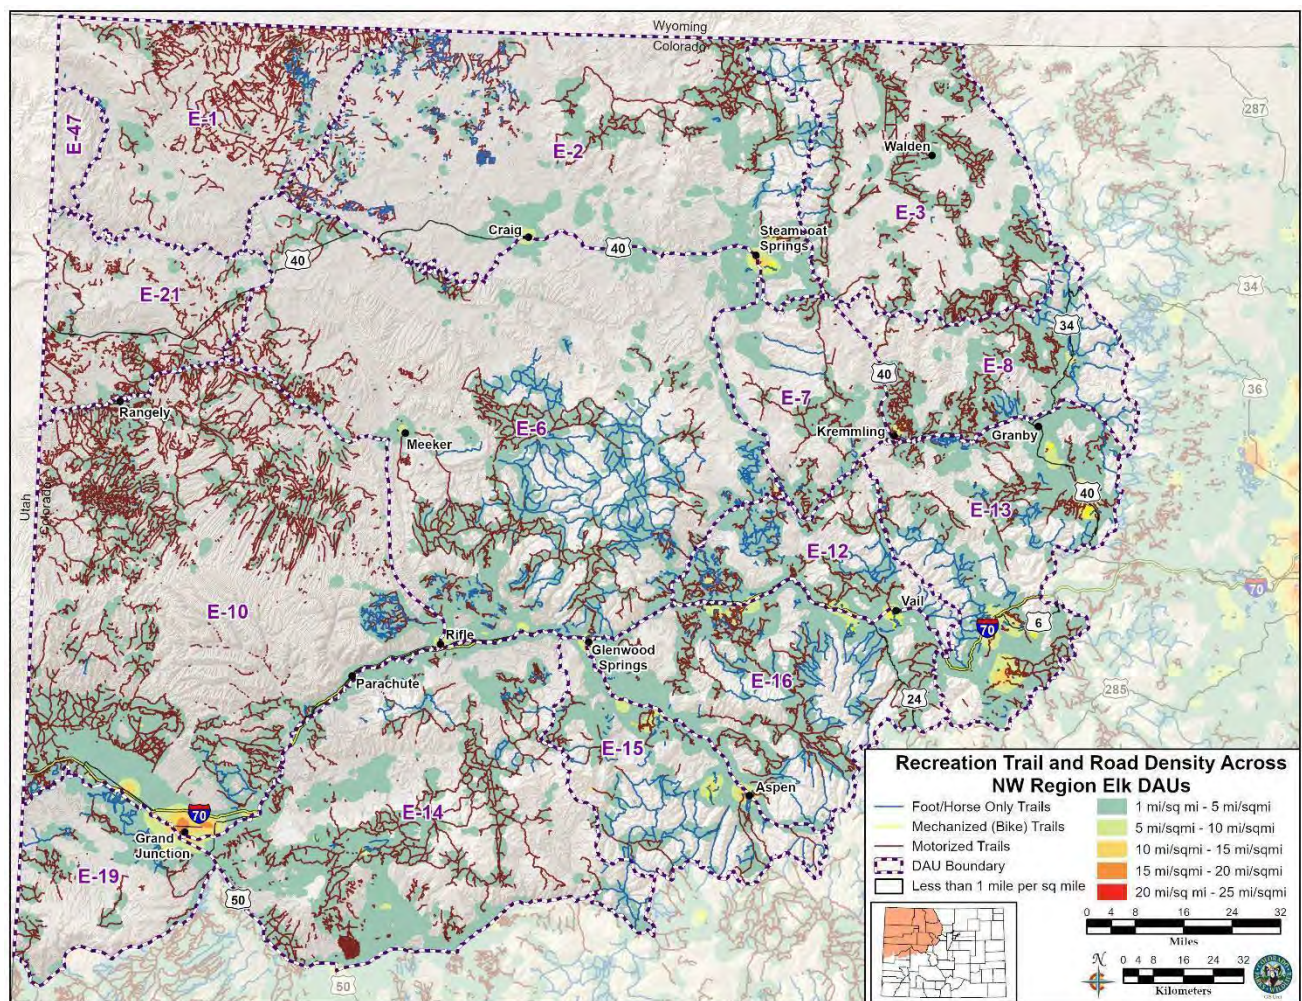 Wyoming
Colorado
287
E-47
E-1
E-2
Walden
E-3
Craig
40
Steamboat
Springs
40
E-21
34
34
40
E-8
Rangely
E-7
36
Meeker
E-6
Kremmling
Granby
Utah
Colorado
40
E-13
E-12
E-10
Vail
70
6
70
Rifle
Glenwood
Springs
Parachute
E-16
24
285
E-15
Aspen
E-14
70
Grand
Junction
E-19
50
50
Recreation Trail and Road Density Across
NW Region Elk DAUs
Foot/Horse Only Trails
Mechanized (Bike) Trails
Motorized Trails
DAU Boundary
Less than 1 mile per sq mile
1 mi/sq mi - 5 mi/sqmi
5 mi/sqmi - 10 mi/sqmi
10 mi/sqmi - 15 mi/sqmi
15 mi/sqmi - 20 mi/sqmi
20 mi/sq mi - 25 mi/sqmi
0 4 8 16 24 32
Miles
N
0 4 8 16 24 32
Kilometers